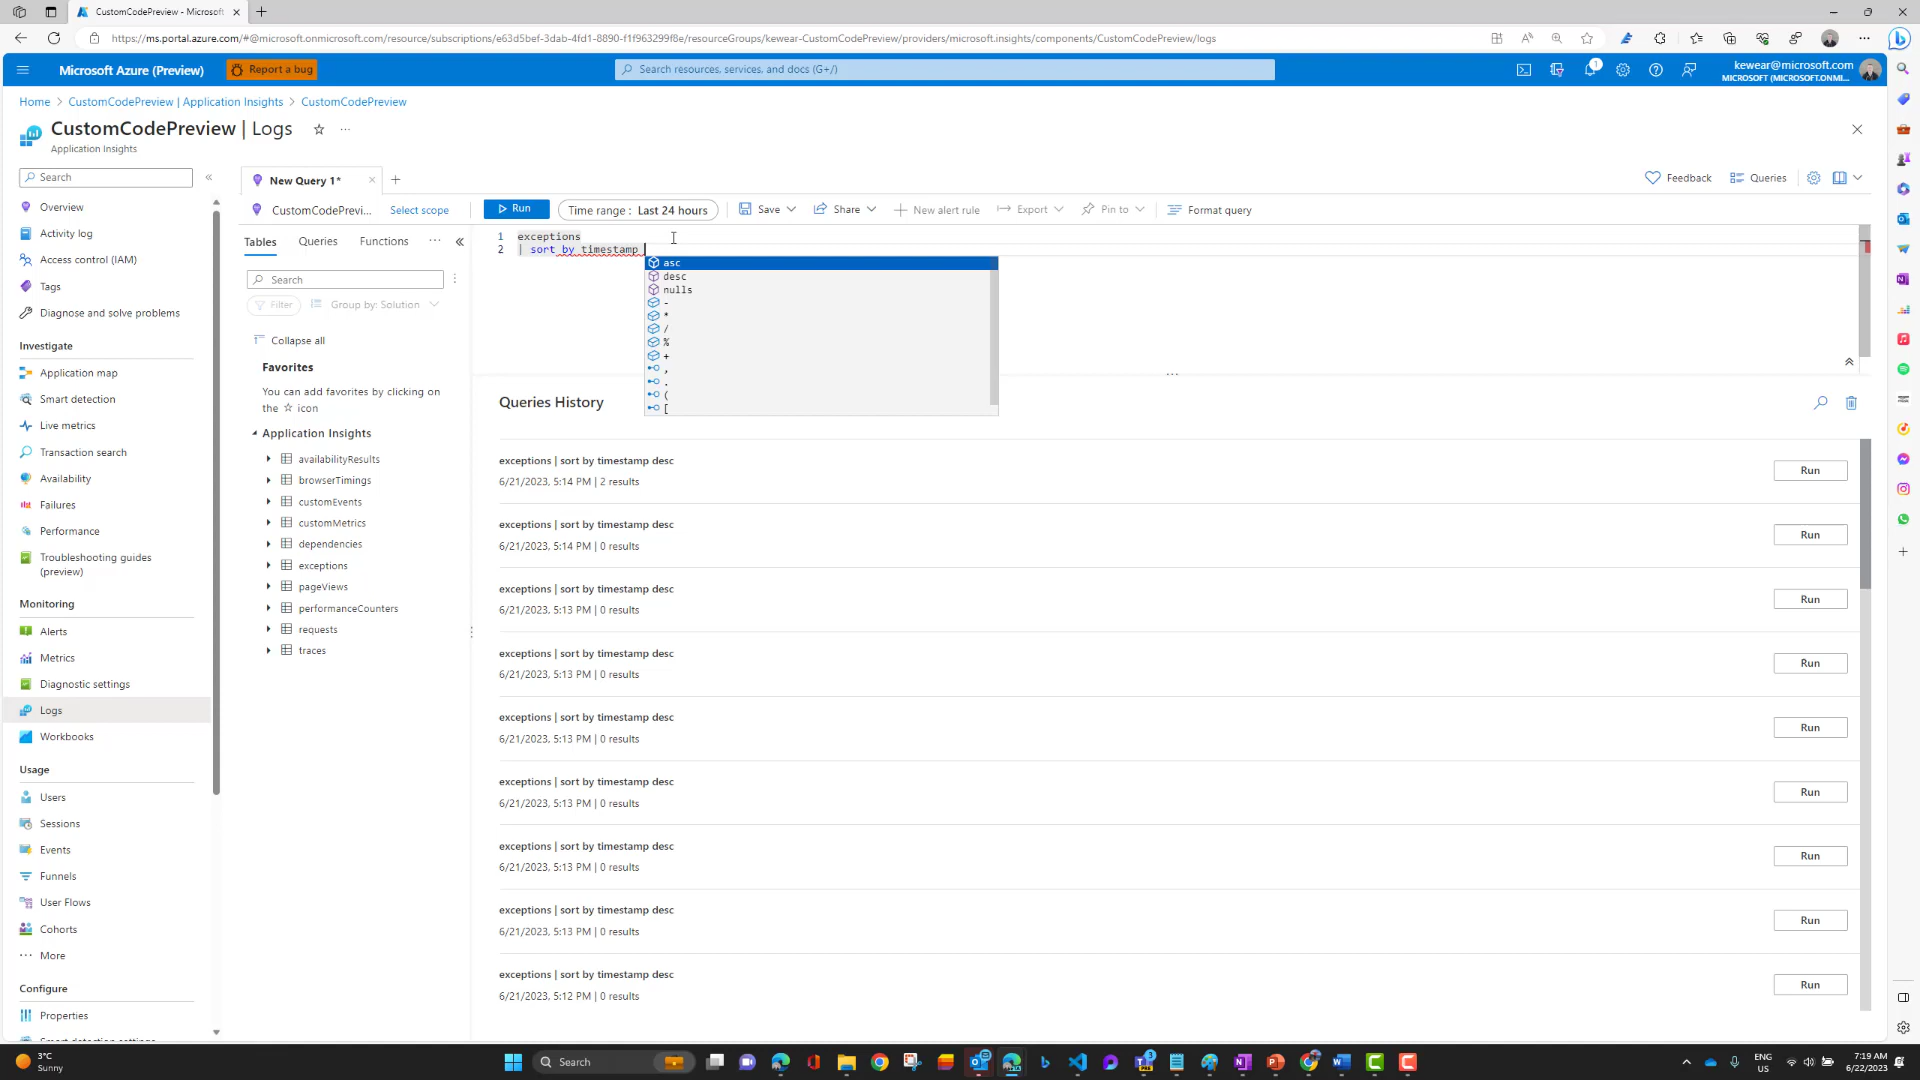 CustomCodePreview - Microsoft
https://ms.portal.azure.com/#@microsoft.onmicrosoft.com/resource/subscriptions/e63d5bef-3dab-4fd1-8890-f1f963299f8e/resourceGroups/kewear-CustomCodePreview/providers/microsoft.insights/components/CustomCodePreview/logs
Microsoft Azure (Preview)
Report a bug
Search resources, services, and docs (G+/)
1
kewear@microsoft.com
MICROSOFT (MICROSOFT.ONMI...
Home > CustomCodePreview | Application Insights > CustomCodePreview
CustomCodePreview | Logs
Application Insights
Search
Overview
Activity log
Access control (IAM)
Tags
Diagnose and solve problems
Investigate
Application map
Smart detection
Live metrics
Transaction search
Availability
Failures
Performance
Troubleshooting guides
(preview)
Monitoring
Alerts
Metrics
Diagnostic settings
Logs
Workbooks
Usage
Users
Sessions
Events
Funnels
User Flows
Cohorts
More
Configure
Properties
Smart detection settings
New Query 1*
Feedback
Queries
CustomCodePrevi...
Select scope
Run
Time range : Last 24 hours
Save
Share
New alert rule
Export
Pin to
Format query
Tables
Queries
Functions
Search
Filter
Group by: Solution
Collapse all
Favorites
You can add favorites by clicking on
the ☆ icon
Application Insights
availabilityResults
browserTimings
customEvents
customMetrics
dependencies
exceptions
pageViews
performanceCounters
requests
traces
1 exceptions
2 | sort by timestamp
asc
desc
nulls
-
*
/
%
+
,
.
(
[
Queries History
exceptions | sort by timestamp desc
6/21/2023, 5:14 PM | 2 results
Run
exceptions | sort by timestamp desc
6/21/2023, 5:14 PM | 0 results
Run
exceptions | sort by timestamp desc
6/21/2023, 5:13 PM | 0 results
Run
exceptions | sort by timestamp desc
6/21/2023, 5:13 PM | 0 results
Run
exceptions | sort by timestamp desc
6/21/2023, 5:13 PM | 0 results
Run
exceptions | sort by timestamp desc
6/21/2023, 5:13 PM | 0 results
Run
exceptions | sort by timestamp desc
6/21/2023, 5:13 PM | 0 results
Run
exceptions | sort by timestamp desc
6/21/2023, 5:13 PM | 0 results
Run
exceptions | sort by timestamp desc
6/21/2023, 5:12 PM | 0 results
Run
3°C
Sunny
Search
3
ENG
US
7:19 AM
6/22/2023